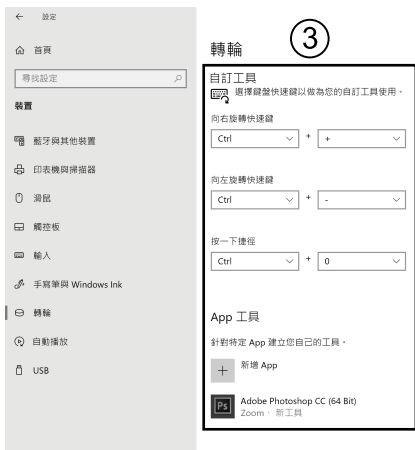 ← 設定
首頁
尋找設定
裝置
藍牙與其他裝置
印表機與掃描器
滑鼠
觸控板
輸入
手寫筆與 Windows Ink
轉輪
自動播放
USB
轉輪
3
自訂工具
選擇鍵盤快速鍵以做為您的自訂工具使用。
向右旋轉快速鍵
Ctrl + +
向左旋轉快速鍵
Ctrl + -
按一下捷徑
Ctrl + 0
App 工具
針對特定 App 建立您自己的工具。
+ 新增 App
Ps Adobe Photoshop CC (64 Bit)
Zoom · 新工具